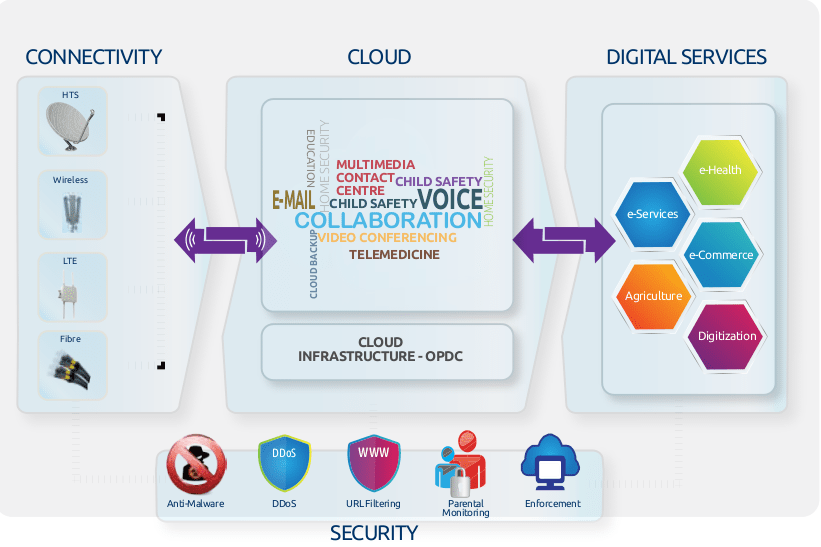 CONNECTIVITY
CLOUD
DIGITAL SERVICES
HTS
Wireless
LTE
Fibre
EDUCATION
HOME SECURITY
MULTIMEDIA
CONTACT
CENTRE
CHILD SAFETY
HOME SECURITY
E-MAIL
CHILD SAFETY
VOICE
COLLABORATION
CLOUD BACKUP
VIDEO CONFERENCING
TELEMEDICINE
CLOUD
INFRASTRUCTURE - OPDC
e-Health
e-Services
e-Commerce
Agriculture
Digitization
DDoS
WWW
Anti-Malware
DDoS
URL Filtering
Parental
Monitoring
Enforcement
SECURITY